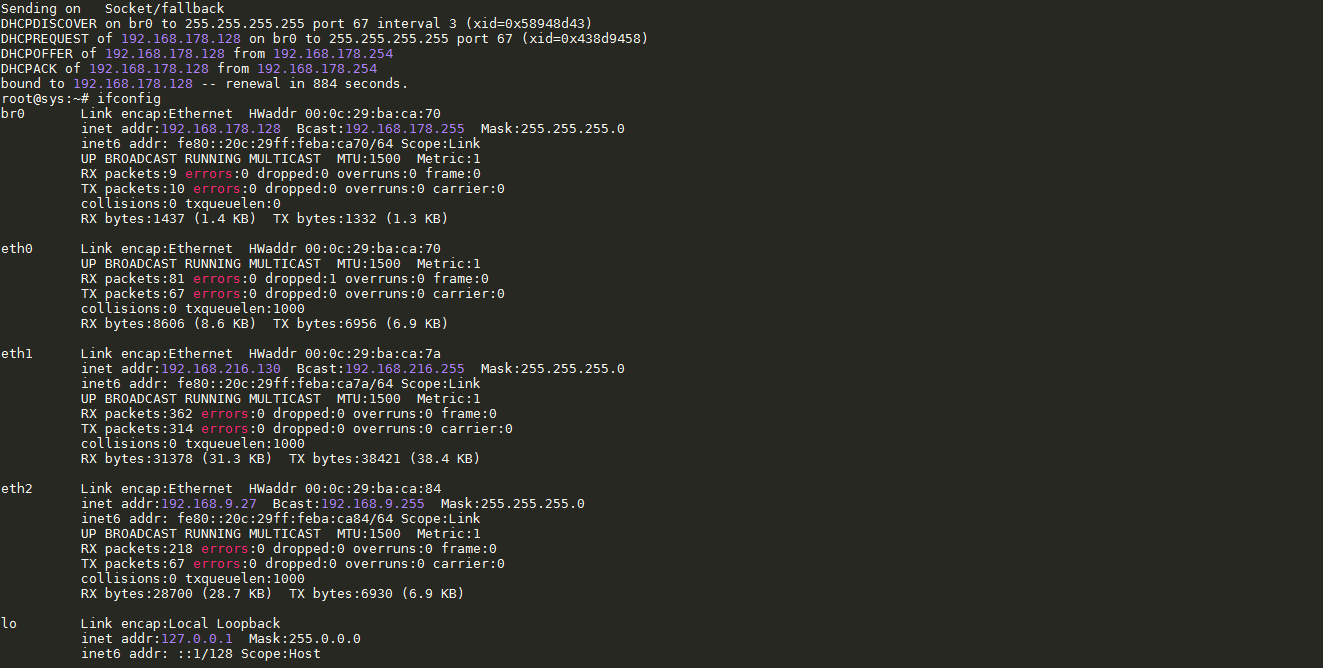 Sending on   Socket/fallback
DHCPDISCOVER on br0 to 255.255.255.255 port 67 interval 3 (xid=0x58948d43)
DHCPREQUEST of 192.168.178.128 on br0 to 255.255.255.255 port 67 (xid=0x438d9458)
DHCPOFFER of 192.168.178.128 from 192.168.178.254
DHCPACK of 192.168.178.128 from 192.168.178.254
bound to 192.168.178.128 -- renewal in 884 seconds.
root@sys:~# ifconfig
br0       Link encap:Ethernet  HWaddr 00:0c:29:ba:ca:70
          inet addr:192.168.178.128  Bcast:192.168.178.255  Mask:255.255.255.0
          inet6 addr: fe80::20c:29ff:feba:ca70/64 Scope:Link
          UP BROADCAST RUNNING MULTICAST  MTU:1500  Metric:1
          RX packets:9 errors:0 dropped:0 overruns:0 frame:0
          TX packets:10 errors:0 dropped:0 overruns:0 carrier:0
          collisions:0 txqueuelen:0
          RX bytes:1437 (1.4 KB)  TX bytes:1332 (1.3 KB)

eth0      Link encap:Ethernet  HWaddr 00:0c:29:ba:ca:70
          UP BROADCAST RUNNING MULTICAST  MTU:1500  Metric:1
          RX packets:81 errors:0 dropped:1 overruns:0 frame:0
          TX packets:67 errors:0 dropped:0 overruns:0 carrier:0
          collisions:0 txqueuelen:1000
          RX bytes:8606 (8.6 KB)  TX bytes:6956 (6.9 KB)

eth1      Link encap:Ethernet  HWaddr 00:0c:29:ba:ca:7a
          inet addr:192.168.216.130  Bcast:192.168.216.255  Mask:255.255.255.0
          inet6 addr: fe80::20c:29ff:feba:ca7a/64 Scope:Link
          UP BROADCAST RUNNING MULTICAST  MTU:1500  Metric:1
          RX packets:362 errors:0 dropped:0 overruns:0 frame:0
          TX packets:314 errors:0 dropped:0 overruns:0 carrier:0
          collisions:0 txqueuelen:1000
          RX bytes:31378 (31.3 KB)  TX bytes:38421 (38.4 KB)

eth2      Link encap:Ethernet  HWaddr 00:0c:29:ba:ca:84
          inet addr:192.168.9.27  Bcast:192.168.9.255  Mask:255.255.255.0
          inet6 addr: fe80::20c:29ff:feba:ca84/64 Scope:Link
          UP BROADCAST RUNNING MULTICAST  MTU:1500  Metric:1
          RX packets:218 errors:0 dropped:0 overruns:0 frame:0
          TX packets:67 errors:0 dropped:0 overruns:0 carrier:0
          collisions:0 txqueuelen:1000
          RX bytes:28700 (28.7 KB)  TX bytes:6930 (6.9 KB)

lo        Link encap:Local Loopback
          inet addr:127.0.0.1  Mask:255.0.0.0
          inet6 addr: ::1/128 Scope:Host